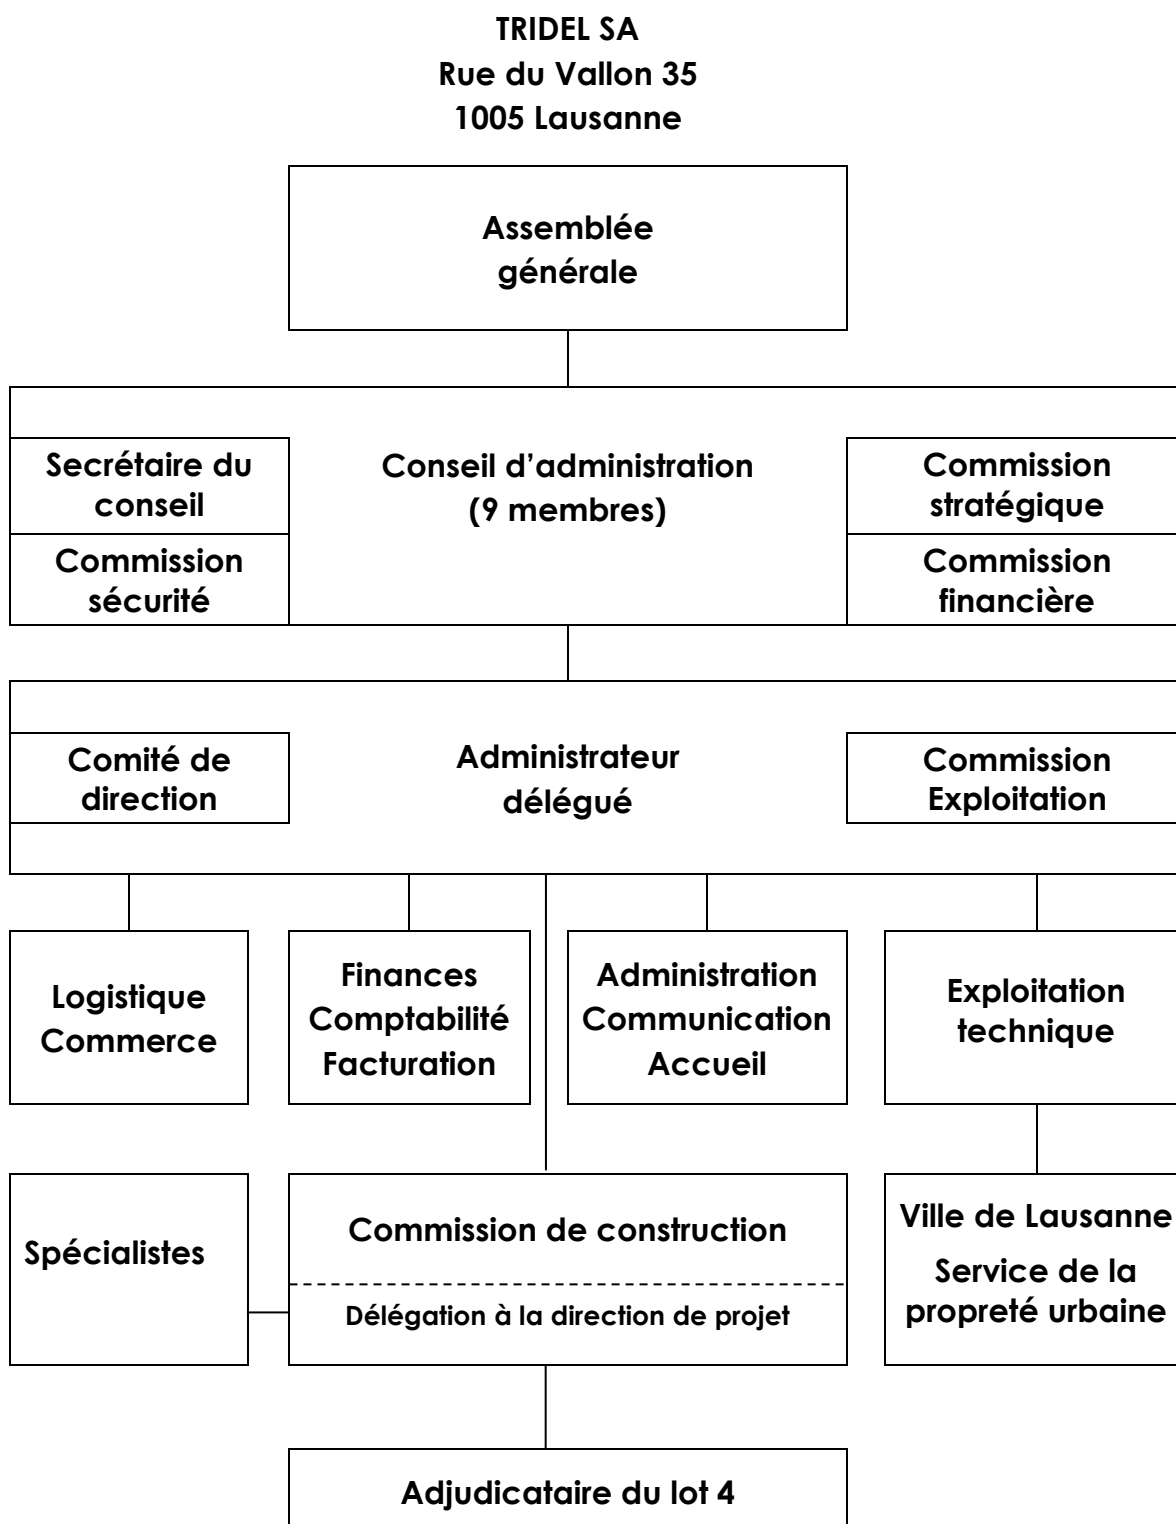 TRIDEL SA
Rue du Vallon 35
1005 Lausanne
Assemblée
générale
Secrétaire du
conseil
Commission
sécurité
Conseil d’administration
(9 membres)
Commission
stratégique
Commission
financière
Comité de
direction
Administrateur
délégué
Commission
Exploitation
Logistique
Commerce
Finances
Comptabilité
Facturation
Administration
Communication
Accueil
Exploitation
technique
Spécialistes
Commission de construction
Délégation à la direction de projet
Ville de Lausanne
Service de la
propreté urbaine
Adjudicataire du lot 4